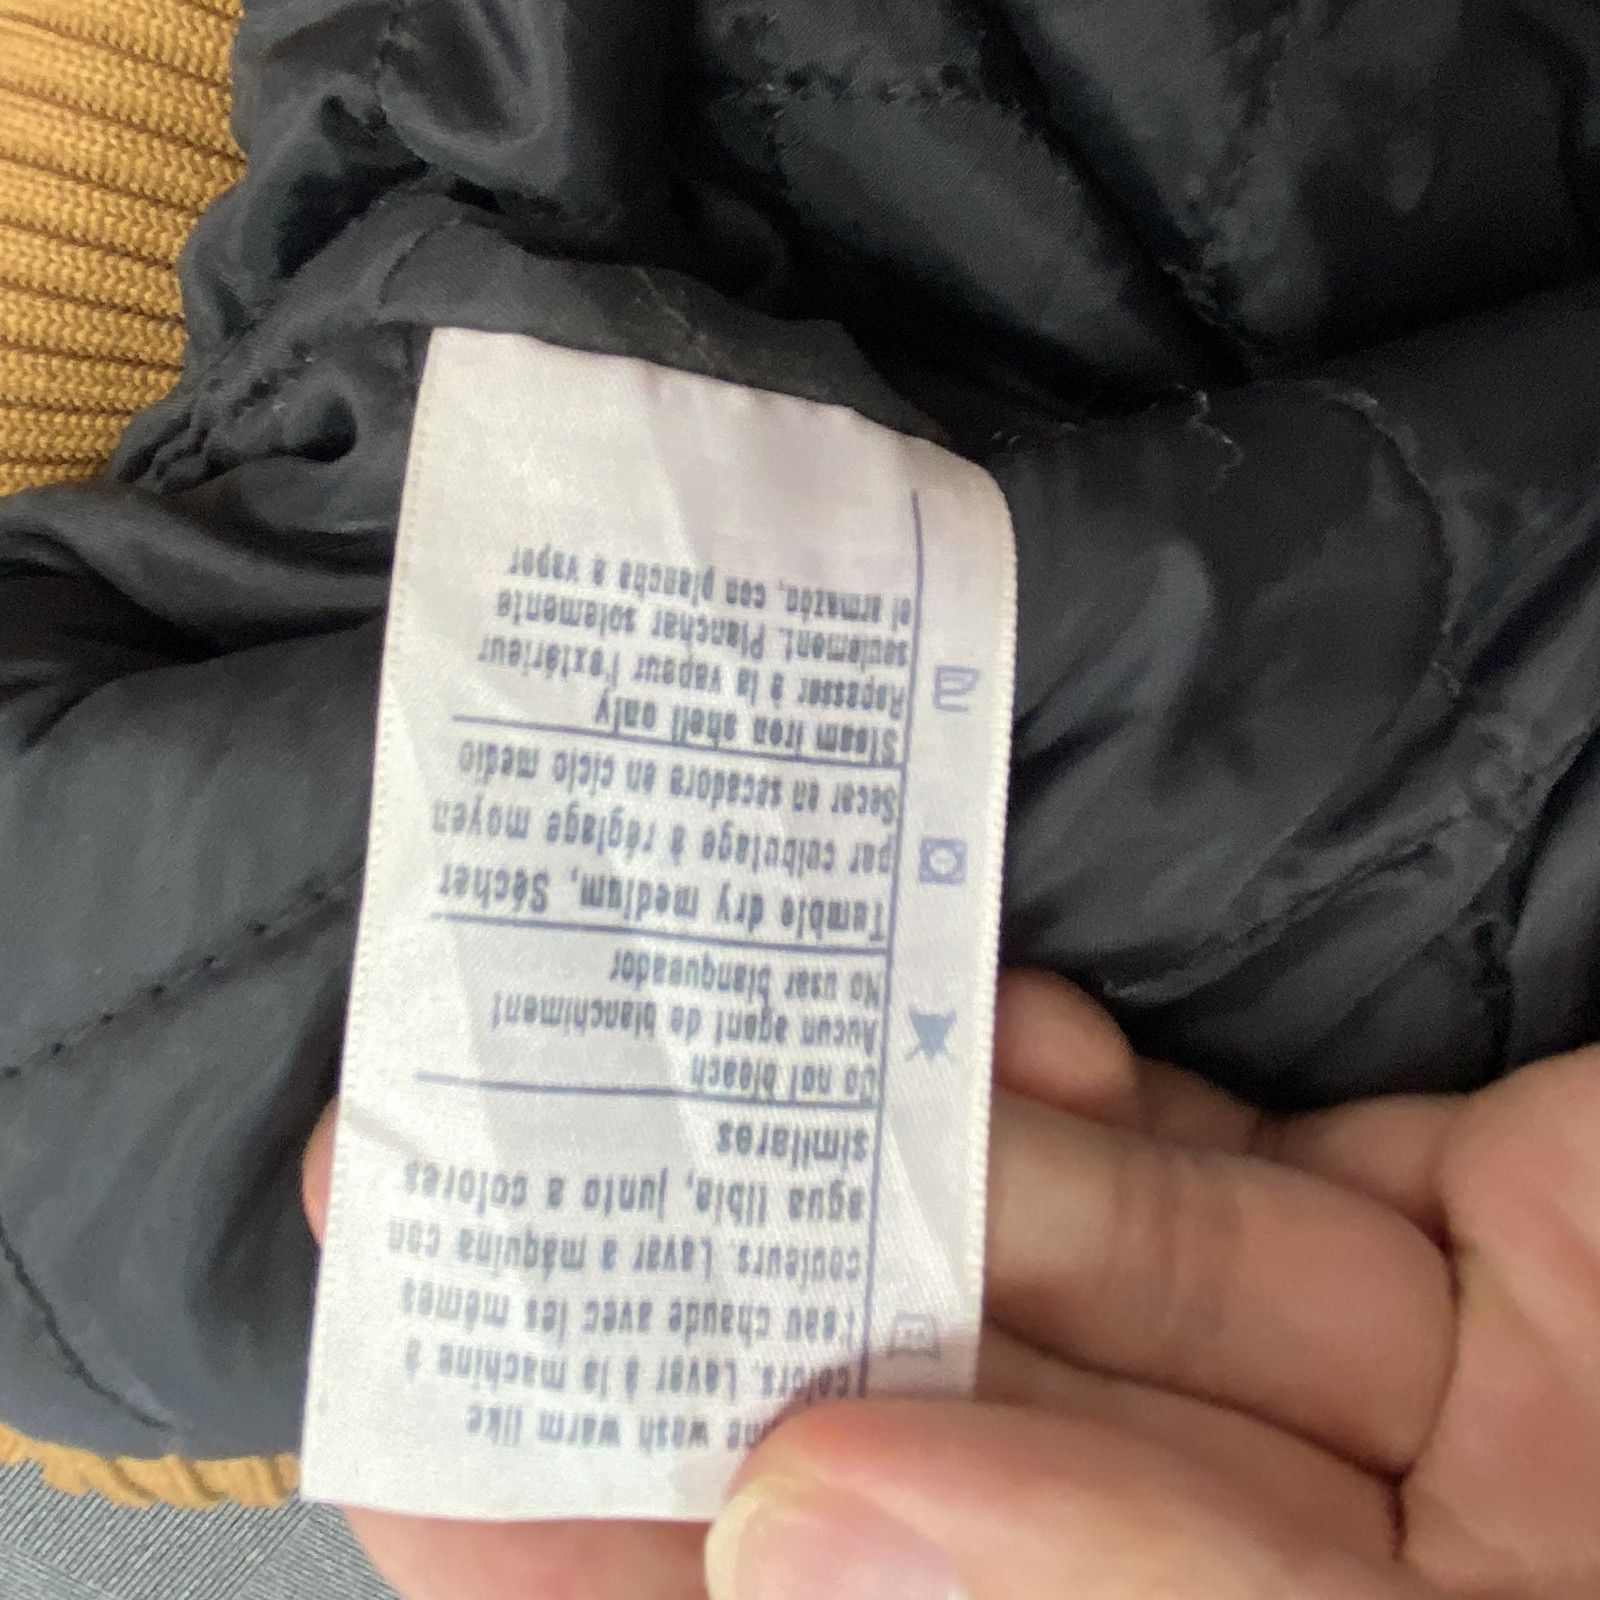 ne wash warm like
colors. Laver à la machine à
l'eau chaude avec les mêmes
couleurs. Lavar a máquina con
agua tibia, junto a colores
similares
Do not bleach
Aucun agent de blanchiment
No usar blanqueador
Tumble dry medium, Sécher
par culbutage à réglage moyen
Secar en secadora en ciclo medio
Steam iron shell only
Repasser à la vapeur l'extérieur
seulement. Planchar solamente
el armazón, con plancha a vapor